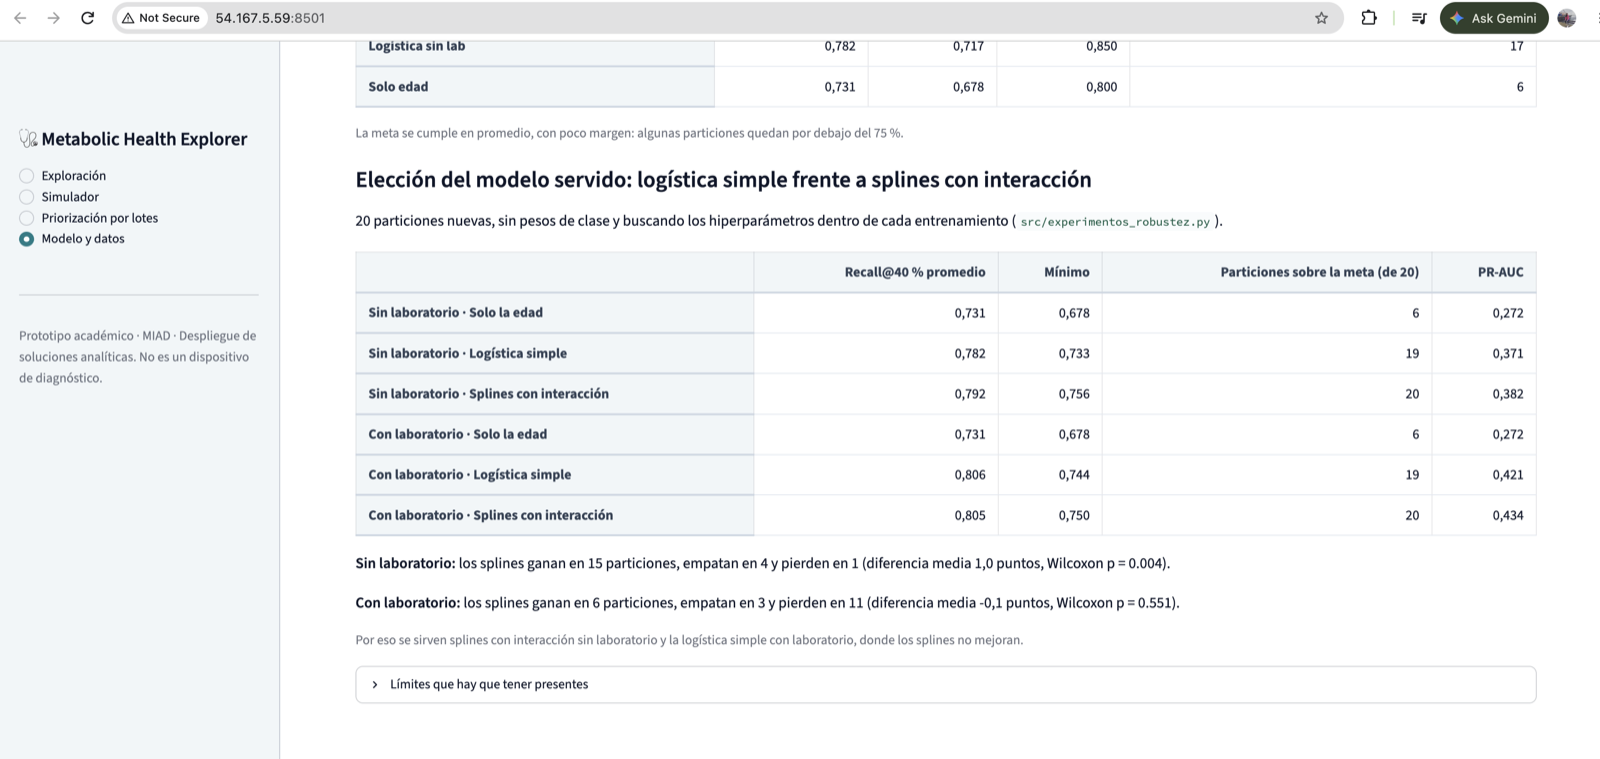 Not Secure 54.167.5.59:8501
Ask Gemini
Metabolic Health Explorer
Exploración
Simulador
Priorización por lotes
Modelo y datos
Prototipo académico · MIAD · Despliegue de
soluciones analíticas. No es un dispositivo
de diagnóstico.
Logística sin lab 0,782 0,717 0,850 17
Solo edad 0,731 0,678 0,800 6
La meta se cumple en promedio, con poco margen: algunas particiones quedan por debajo del 75 %.
Elección del modelo servido: logística simple frente a splines con interacción
20 particiones nuevas, sin pesos de clase y buscando los hiperparámetros dentro de cada entrenamiento ( src/experimentos_robustez.py ).
Recall@40 % promedio Mínimo Particiones sobre la meta (de 20) PR-AUC
Sin laboratorio · Solo la edad 0,731 0,678 6 0,272
Sin laboratorio · Logística simple 0,782 0,733 19 0,371
Sin laboratorio · Splines con interacción 0,792 0,756 20 0,382
Con laboratorio · Solo la edad 0,731 0,678 6 0,272
Con laboratorio · Logística simple 0,806 0,744 19 0,421
Con laboratorio · Splines con interacción 0,805 0,750 20 0,434
Sin laboratorio: los splines ganan en 15 particiones, empatan en 4 y pierden en 1 (diferencia media 1,0 puntos, Wilcoxon p = 0.004).
Con laboratorio: los splines ganan en 6 particiones, empatan en 3 y pierden en 11 (diferencia media -0,1 puntos, Wilcoxon p = 0.551).
Por eso se sirven splines con interacción sin laboratorio y la logística simple con laboratorio, donde los splines no mejoran.
Límites que hay que tener presentes